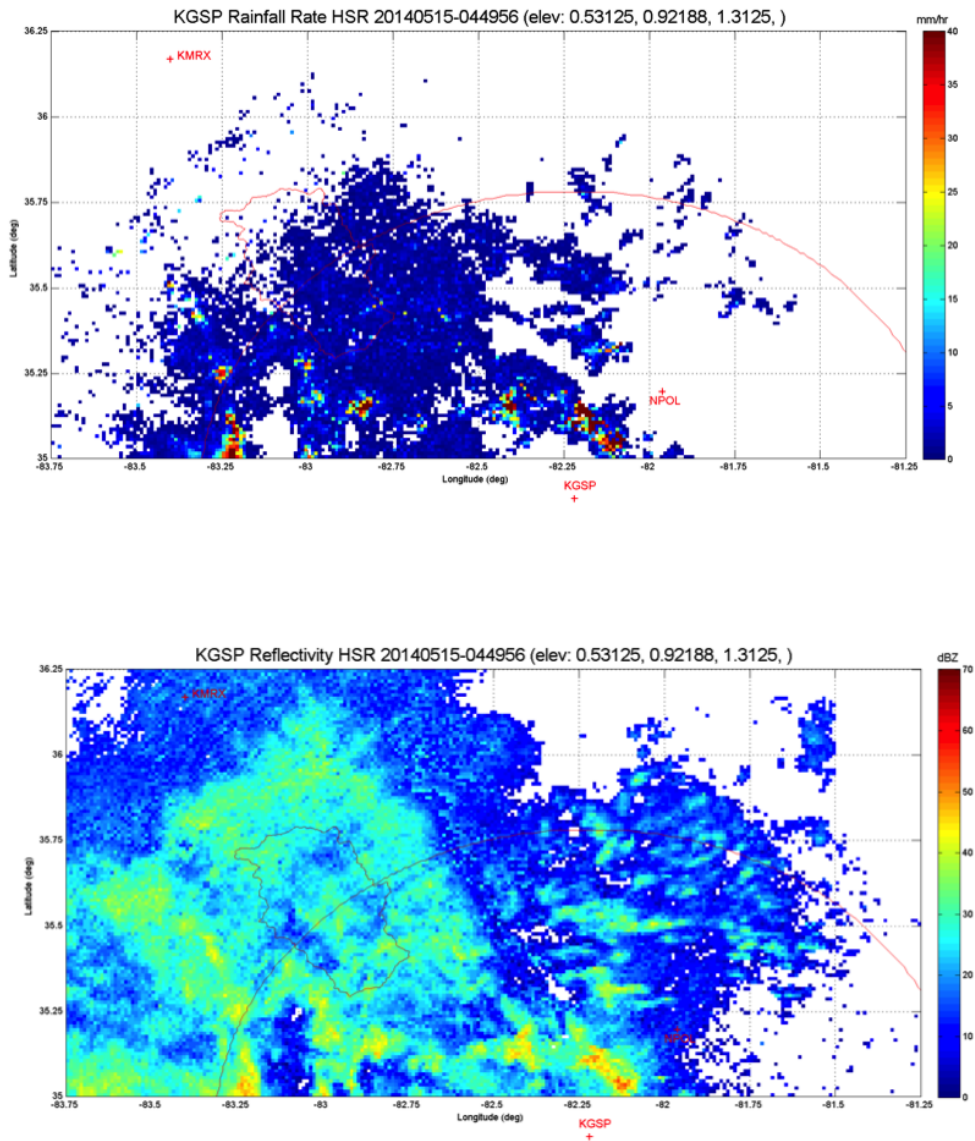 KGSP Rainfall Rate HSR 20140515-044956 (elev: 0.53125, 0.92188, 1.3125, )
mm/hr
36.25
36
35.75
35.5
35.25
35
Latitude (deg)
KMRX
NPOL
KGSP
-83.75 -83.5 -83.25 -83 -82.75 -82.5 -82.25 -82 -81.75 -81.5 -81.25
Longitude (deg)
40
35
30
25
20
15
10
5
0
KGSP Reflectivity HSR 20140515-044956 (elev: 0.53125, 0.92188, 1.3125, )
dBZ
36.25
36
35.75
35.5
35.25
35
Latitude (deg)
KMRX
NPOL
-83.75 -83.5 -83.25 -83 -82.75 -82.5 -82.25 -82 -81.75 -81.5 -81.25
Longitude (deg)
KGSP
70
60
50
40
30
20
10
0